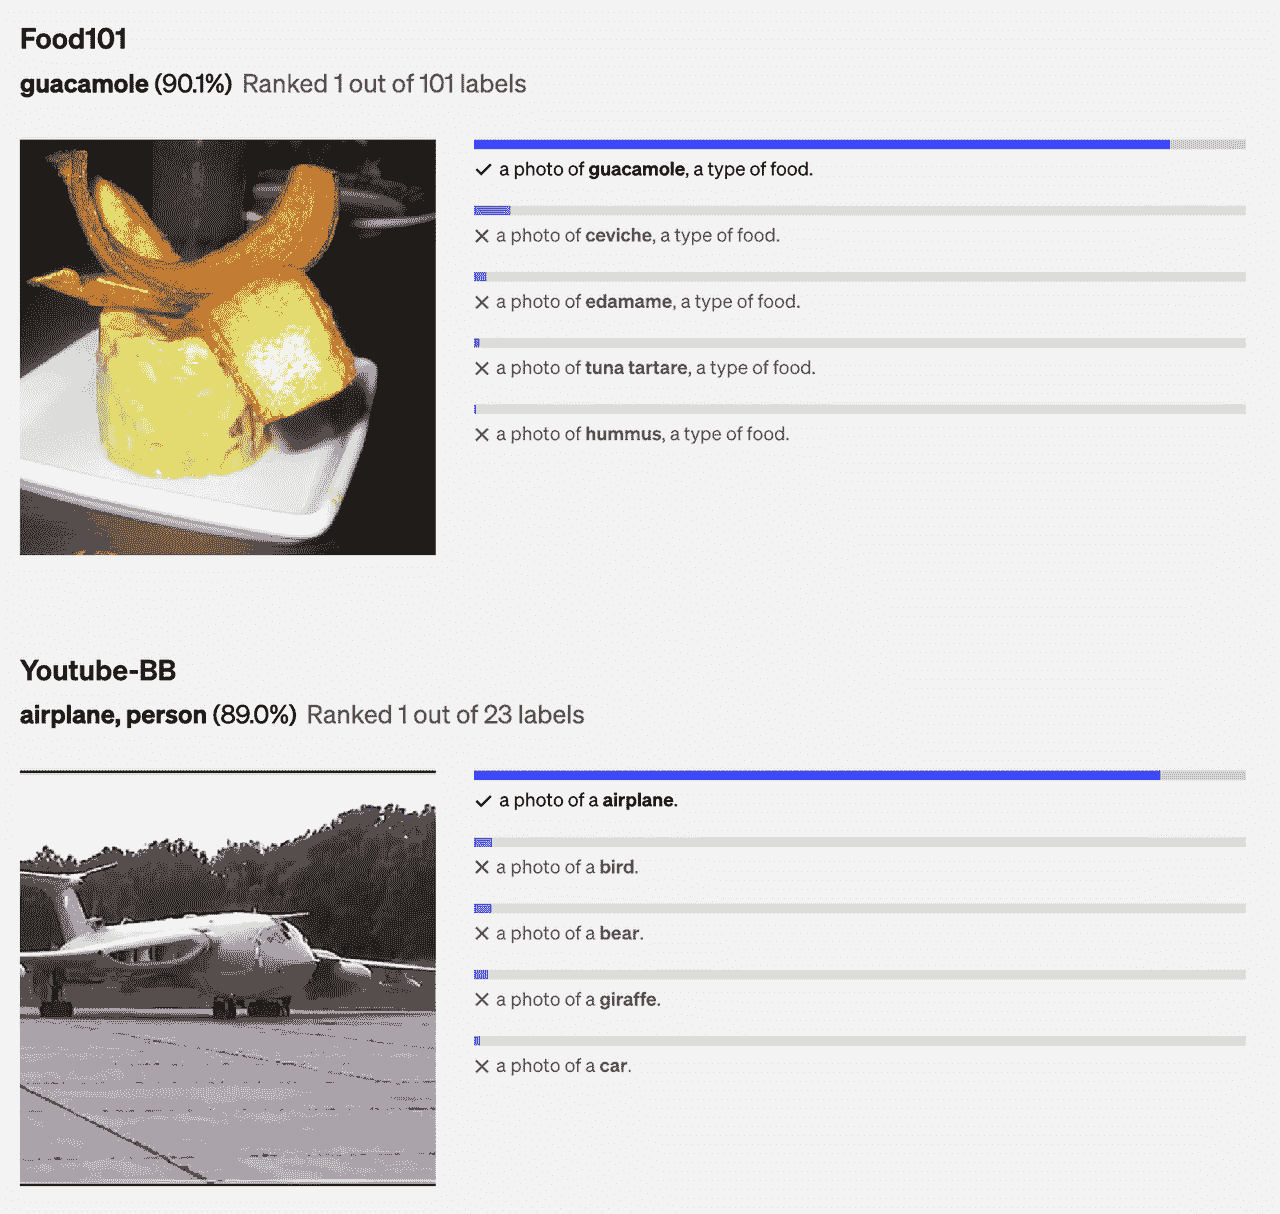 Food101
guacamole (90.1%) Ranked 1 out of 101 labels
✓ a photo of guacamole, a type of food.
✕ a photo of ceviche, a type of food.
✕ a photo of edamame, a type of food.
✕ a photo of tuna tartare, a type of food.
✕ a photo of hummus, a type of food.
Youtube-BB
airplane, person (89.0%) Ranked 1 out of 23 labels
✓ a photo of a airplane.
✕ a photo of a bird.
✕ a photo of a bear.
✕ a photo of a giraffe.
✕ a photo of a car.